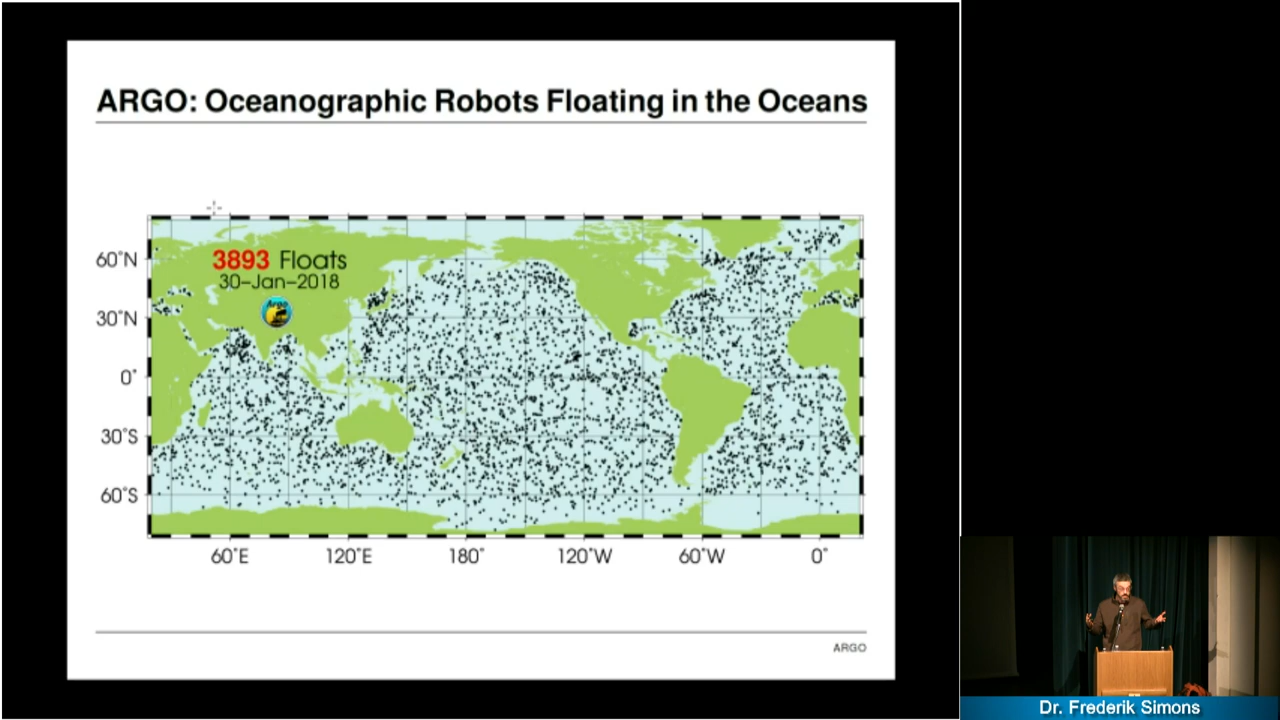 ARGO: Oceanographic Robots Floating in the Oceans
3893 Floats
30-Jan-2018
Argo
60˚N
30˚N
0˚
30˚S
60˚S
60˚E 120˚E 180˚ 120˚W 60˚W 0˚
ARGO
Dr. Frederik Simons